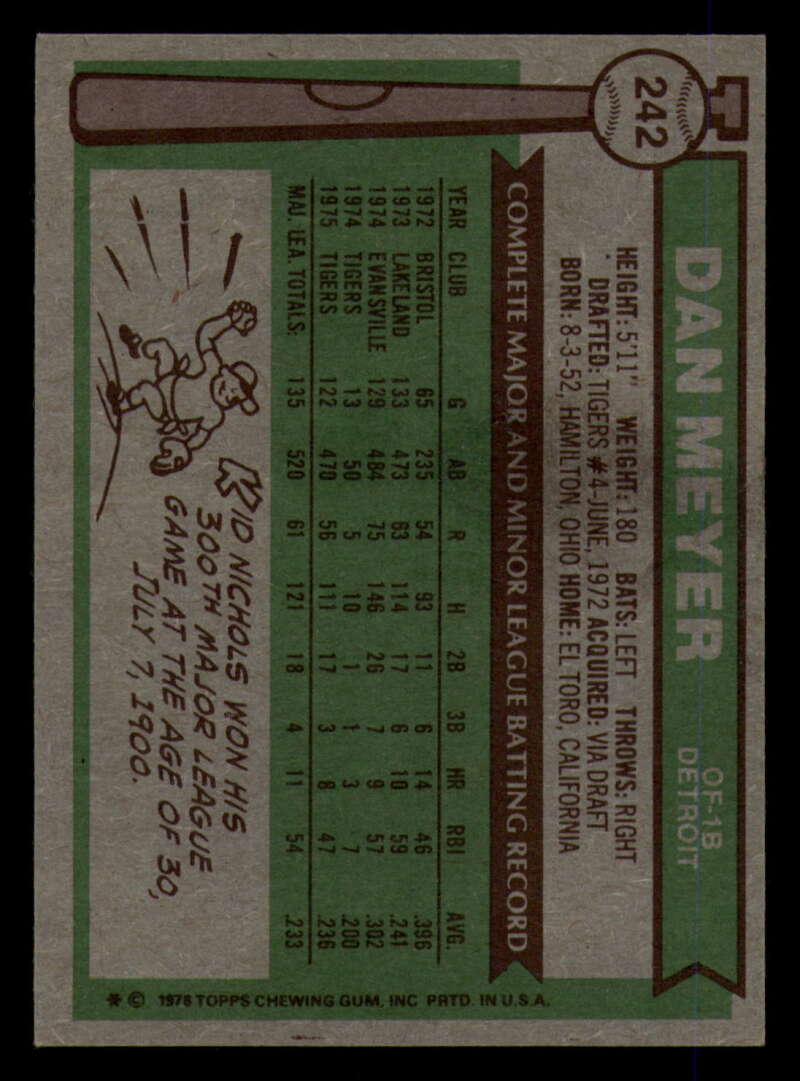 242
DAN MEYER
OF-1B
DETROIT
HEIGHT: 5'11" WEIGHT: 180 BATS: LEFT THROWS: RIGHT
DRAFTED: TIGERS #4-JUNE, 1972 ACQUIRED: VIA DRAFT
BORN: 8-3-52, HAMILTON, OHIO HOME: EL TORO, CALIFORNIA
COMPLETE MAJOR AND MINOR LEAGUE BATTING RECORD
YEAR CLUB G AB R H 2B 3B HR RBI AVG.
1972 BRISTOL 65 235 54 93 11 6 14 46 .396
1973 LAKELAND 133 473 63 114 17 6 10 59 .241
1974 EVANSVILLE 129 484 75 146 26 7 9 57 .302
1974 TIGERS 13 50 5 10 1 1 3 7 .200
1975 TIGERS 122 470 56 111 17 3 8 47 .236
MAJ. LEA. TOTALS: 135 520 61 121 18 4 11 54 .233
KID NICHOLS WON HIS
300TH MAJOR LEAGUE
GAME AT THE AGE OF 30,
JULY 7, 1900.
* © 1976 TOPPS CHEWING GUM, INC PRTD. IN U.S.A.